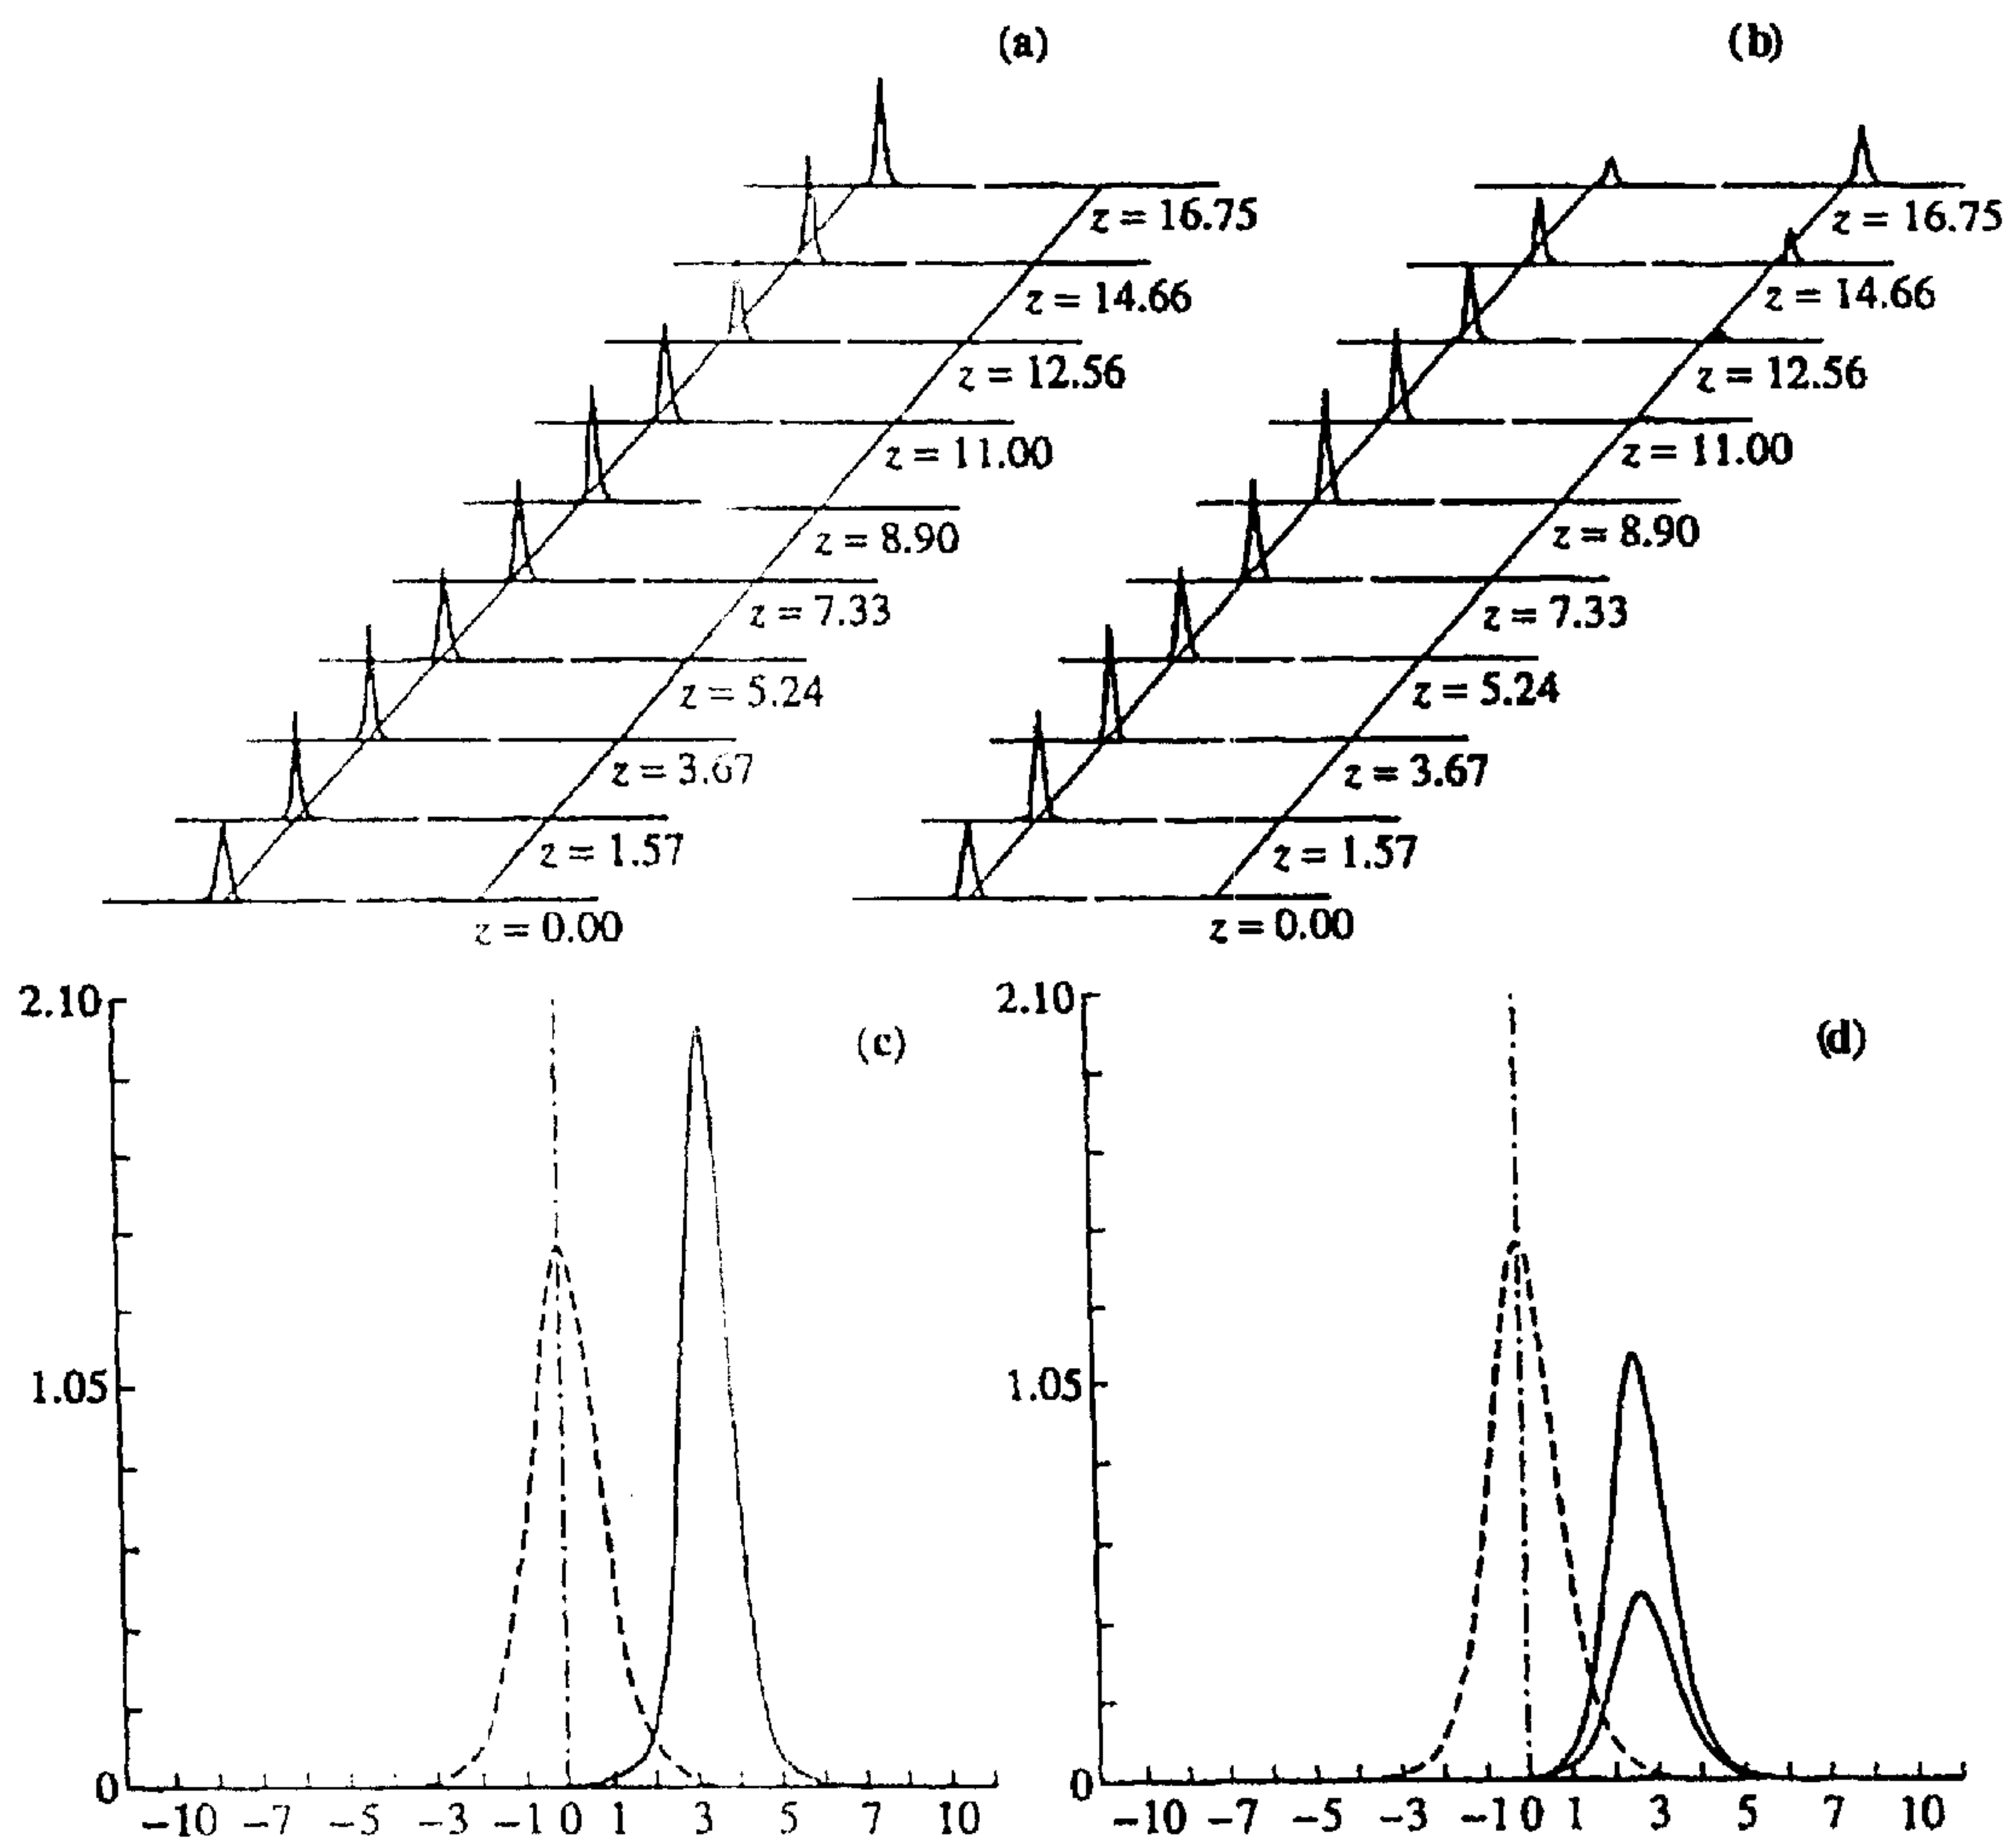 (a)
z = 16.75
z = 14.66
z = 12.56
z = 11.00
z = 8.90
z = 7.33
z = 5.24
z = 3.67
z = 1.57
z = 0.00
(b)
z = 16.75
z = 14.66
z = 12.56
z = 11.00
z = 8.90
z = 7.33
z = 5.24
z = 3.67
z = 1.57
z = 0.00
(c)
2.10
1.05
0
−10 −7 −5 −3 −1 0 1 3 5 7 10
(d)
2.10
1.05
0
−10 −7 −5 −3 −1 0 1 3 5 7 10